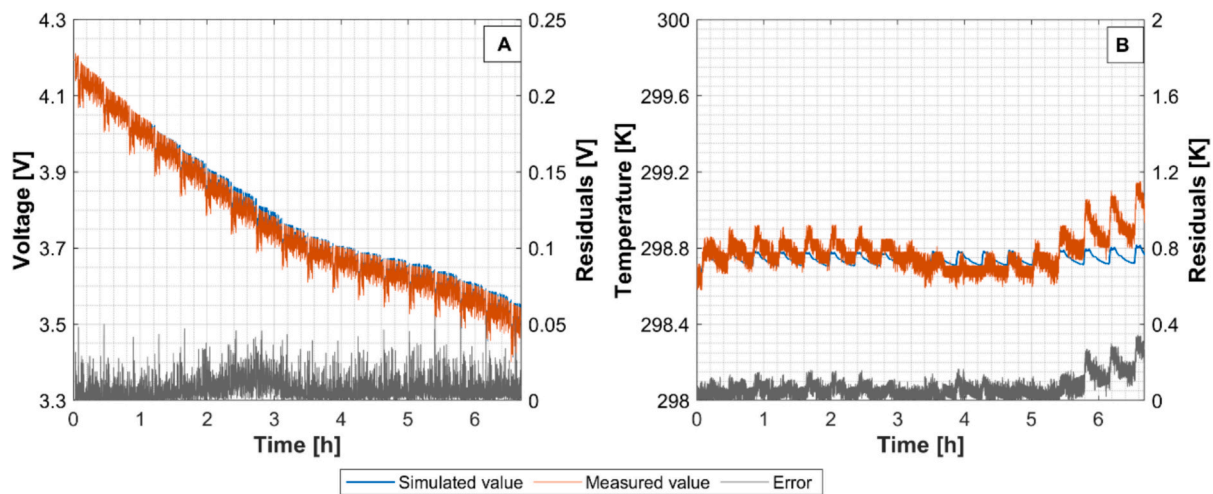 A
4.3
4.1
3.9
3.7
3.5
3.3
Voltage [V]
0.25
0.2
0.15
0.1
0.05
0
Residuals [V]
0 1 2 3 4 5 6
Time [h]
B
300
299.6
299.2
298.8
298.4
298
Temperature [K]
2
1.6
1.2
0.8
0.4
0
Residuals [K]
0 1 2 3 4 5 6
Time [h]
Simulated value Measured value Error